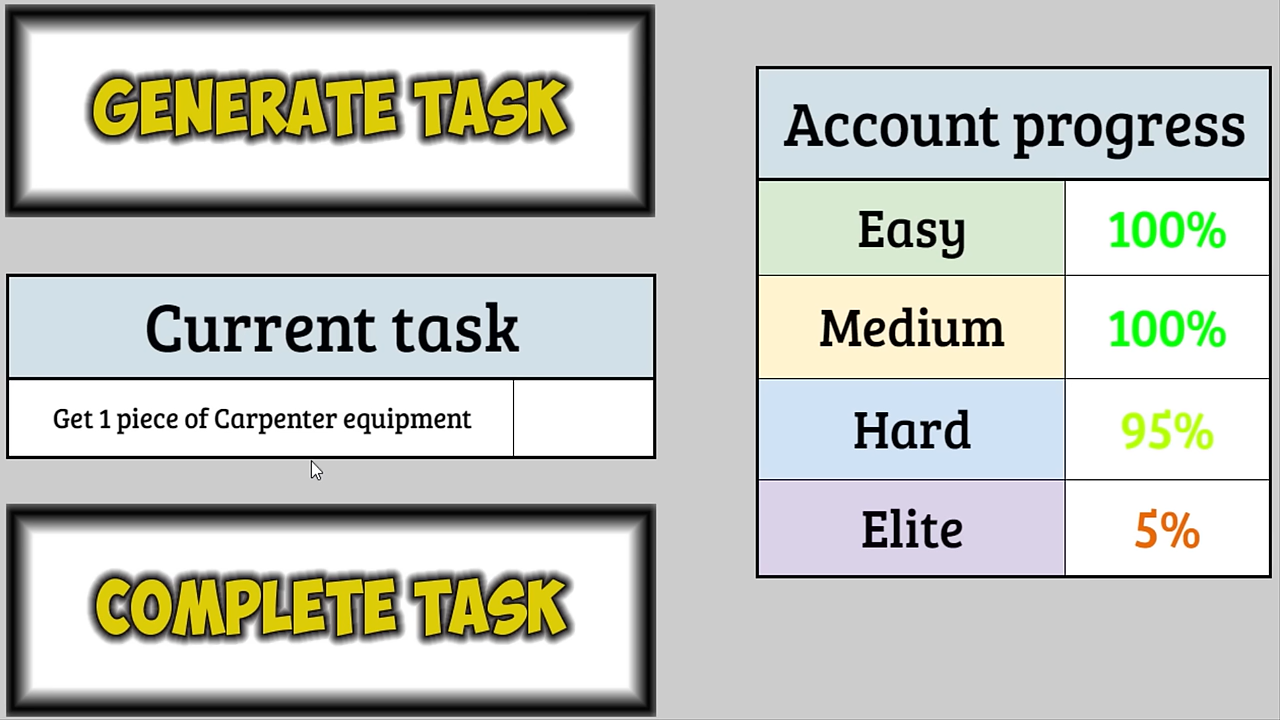 GENERATE TASK
Current task
Get 1 piece of Carpenter equipment
COMPLETE TASK
Account progress
Easy 100%
Medium 100%
Hard 95%
Elite 5%